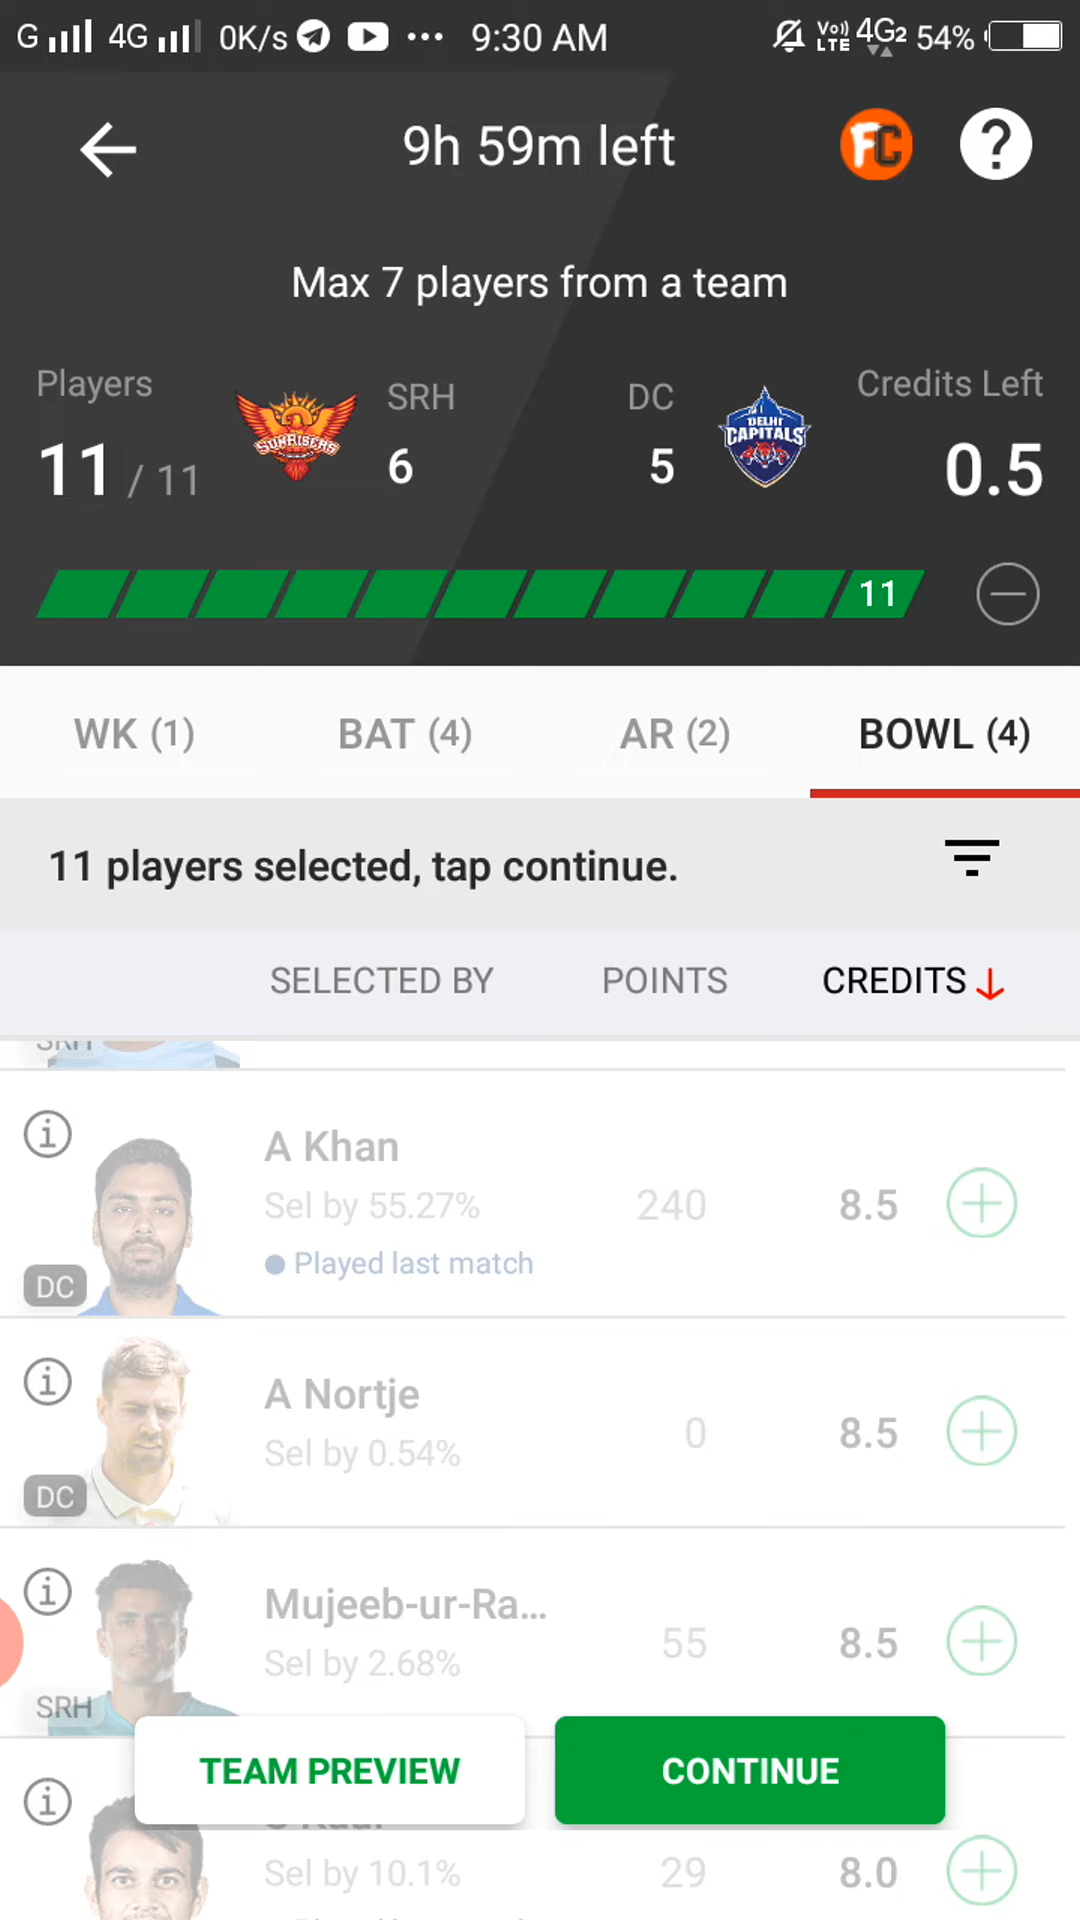 G 4G 0K/s ... 9:30 AM Vo)) LTE 4G2 54%
9h 59m left
FC ?
Max 7 players from a team
Players SRH DC Credits Left
SUNRISERS
DELHI CAPITALS
11 / 11 6 5 0.5
11
WK (1) BAT (4) AR (2) BOWL (4)
11 players selected, tap continue.
SELECTED BY POINTS CREDITS
SRH
A Khan
Sel by 55.27% 240 8.5
Played last match
DC
A Nortje
Sel by 0.54% 0 8.5
DC
Mujeeb-ur-Ra...
Sel by 2.68% 55 8.5
SRH
TEAM PREVIEW CONTINUE
Sel by 10.1% 29 8.0